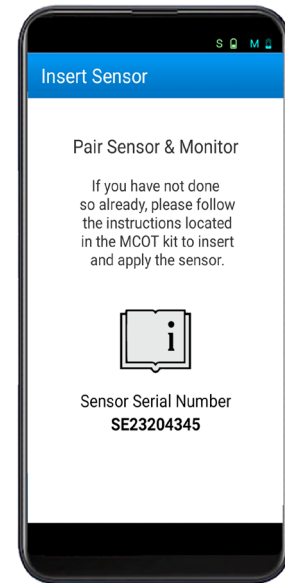 S M
Insert Sensor
Pair Sensor & Monitor
If you have not done
so already, please follow
the instructions located
in the MCOT kit to insert
and apply the sensor.
i
Sensor Serial Number
SE23204345